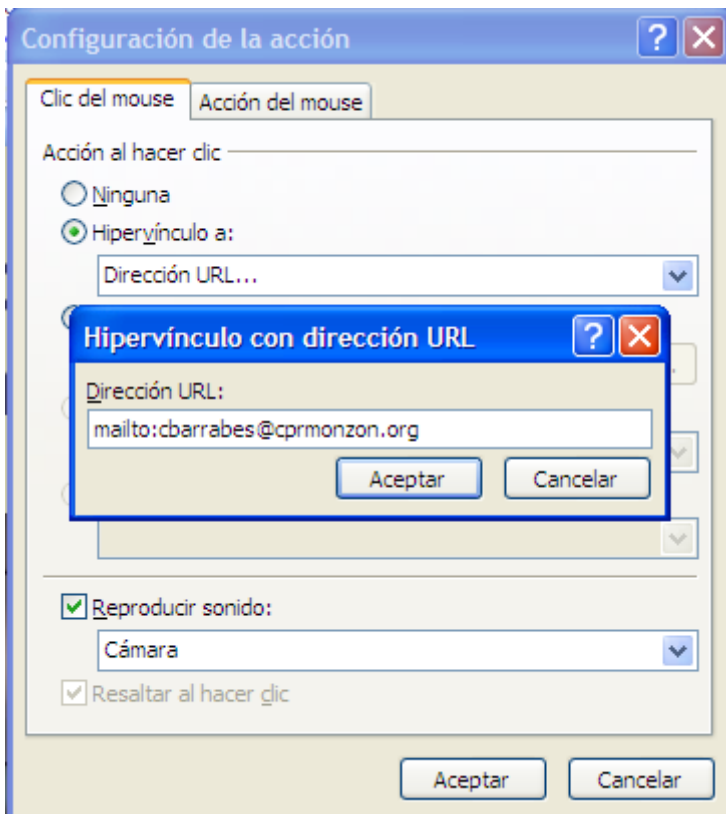 Configuración de la acción
Clic del mouse
Acción del mouse
Acción al hacer clic
Ninguna
Hipervínculo a:
Dirección URL...
Hipervínculo con dirección URL
Dirección URL:
mailto:cbarrabes@cprmonzon.org
Aceptar
Cancelar
Reproducir sonido:
Cámara
Resaltar al hacer clic
Aceptar
Cancelar